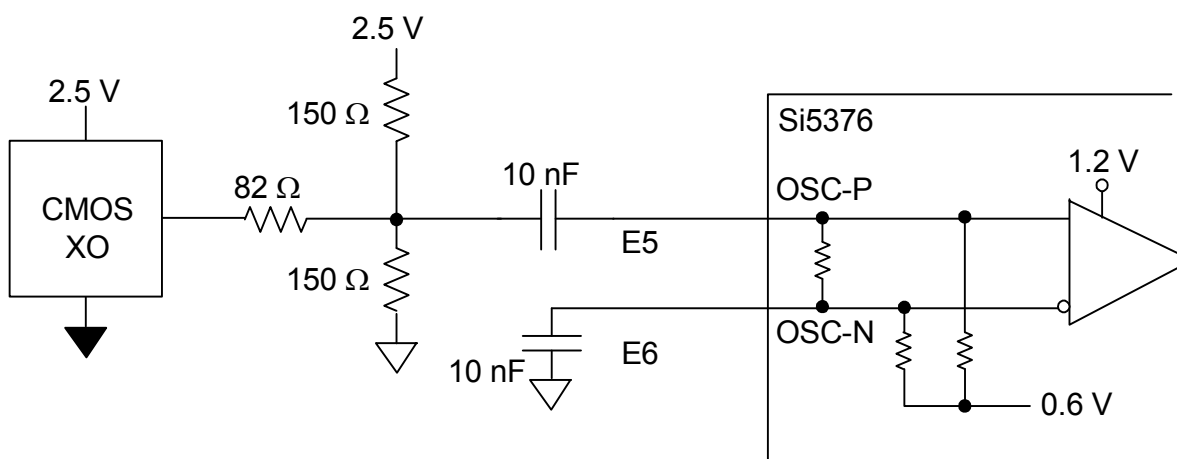 2.5 V
2.5 V
150 Ω
Si5376
1.2 V
10 nF
OSC-P
82 Ω
CMOS
XO
E5
150 Ω
OSC-N
E6
10 nF
0.6 V